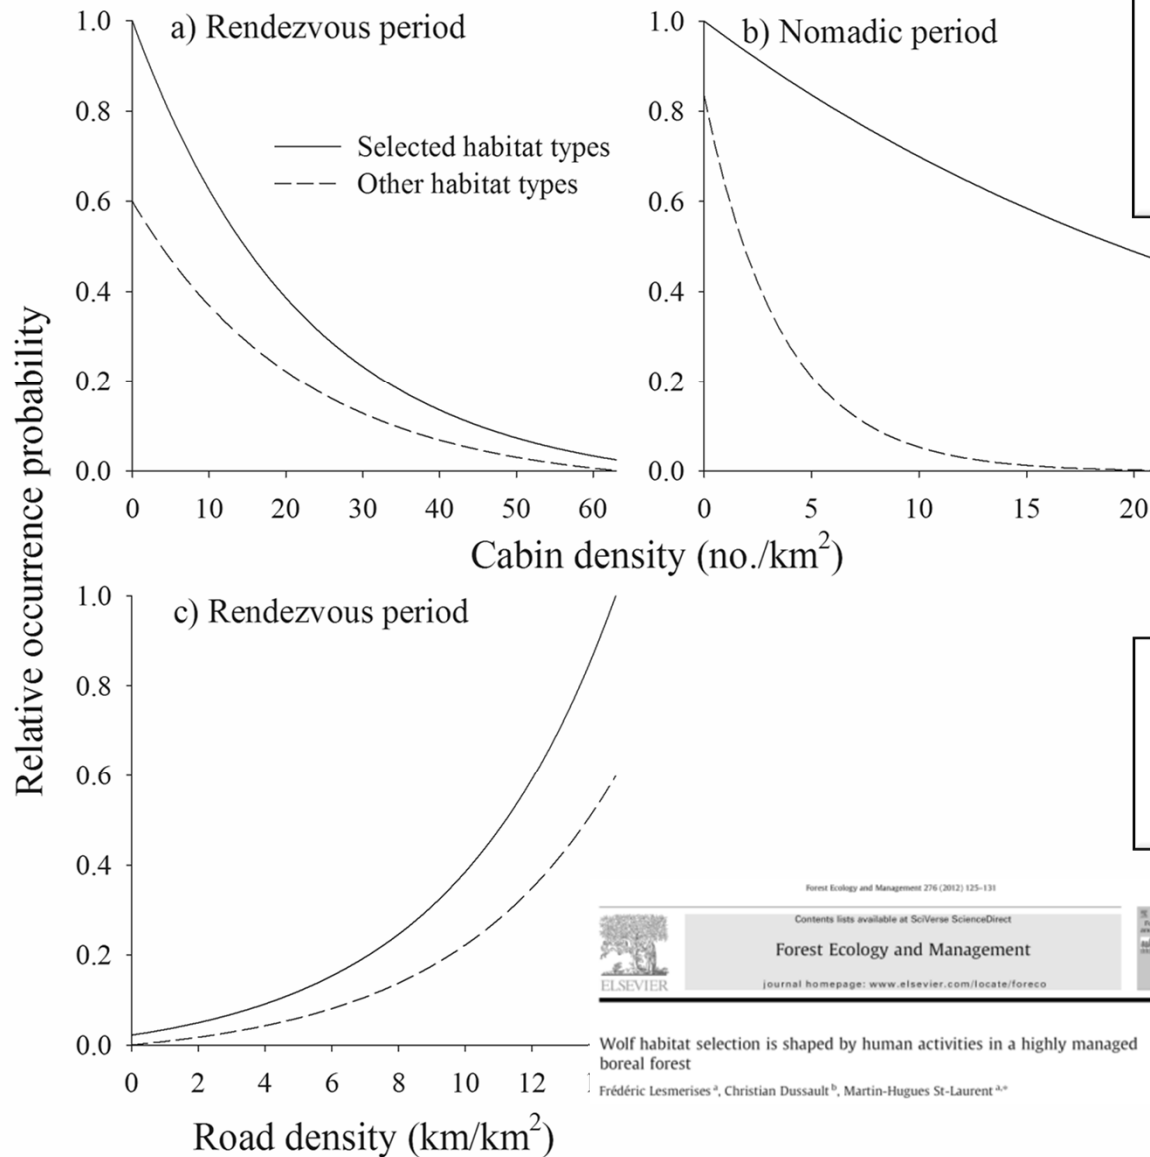 a) Rendezvous period
b) Nomadic period
1.0
0.8
0.6
0.4
0.2
0.0
Selected habitat types
Other habitat types
0 10 20 30 40 50 60
1.0
0.8
0.6
0.4
0.2
0.0
0 5 10 15 20
Cabin density (no./km²)
Relative occurrence probability
c) Rendezvous period
1.0
0.8
0.6
0.4
0.2
0.0
0 2 4 6 8 10 12
Road density (km/km²)
Forest Ecology and Management 276 (2012) 125–131
Contents lists available at SciVerse ScienceDirect
Forest Ecology and Management
journal homepage: www.elsevier.com/locate/foreco
ELSEVIER
Wolf habitat selection is shaped by human activities in a highly managed
boreal forest
Frédéric Lesmerises a, Christian Dussault b, Martin-Hugues St-Laurent a,*